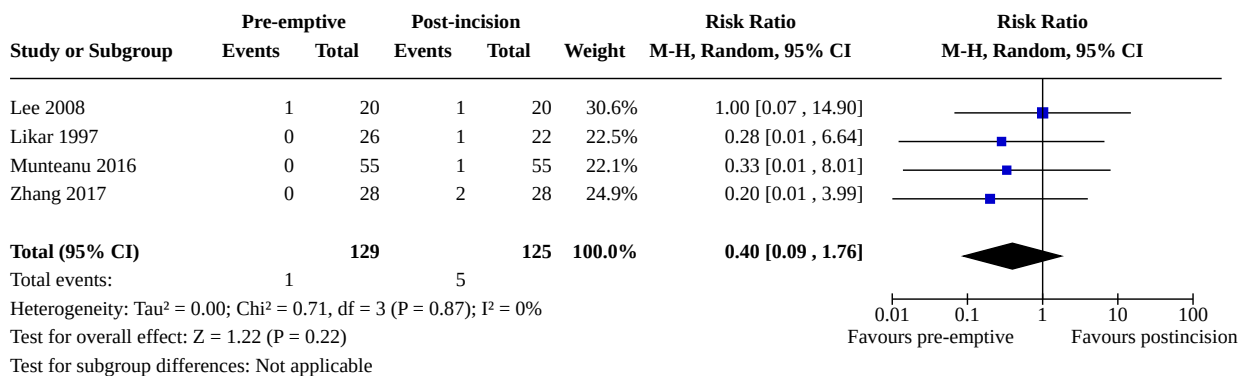 Pre-emptive Post-incision Risk Ratio Risk Ratio
Study or Subgroup Events Total Events Total Weight M-H, Random, 95% CI M-H, Random, 95% CI
Lee 2008 1 20 1 20 30.6% 1.00 [0.07 , 14.90]
Likar 1997 0 26 1 22 22.5% 0.28 [0.01 , 6.64]
Munteanu 2016 0 55 1 55 22.1% 0.33 [0.01 , 8.01]
Zhang 2017 0 28 2 28 24.9% 0.20 [0.01 , 3.99]
Total (95% CI) 129 125 100.0% 0.40 [0.09 , 1.76]
Total events: 1 5
Heterogeneity: Tau² = 0.00; Chi² = 0.71, df = 3 (P = 0.87); I² = 0%
0.01 0.1 1 10 100
Test for overall effect: Z = 1.22 (P = 0.22) Favours pre-emptive Favours postincision
Test for subgroup differences: Not applicable